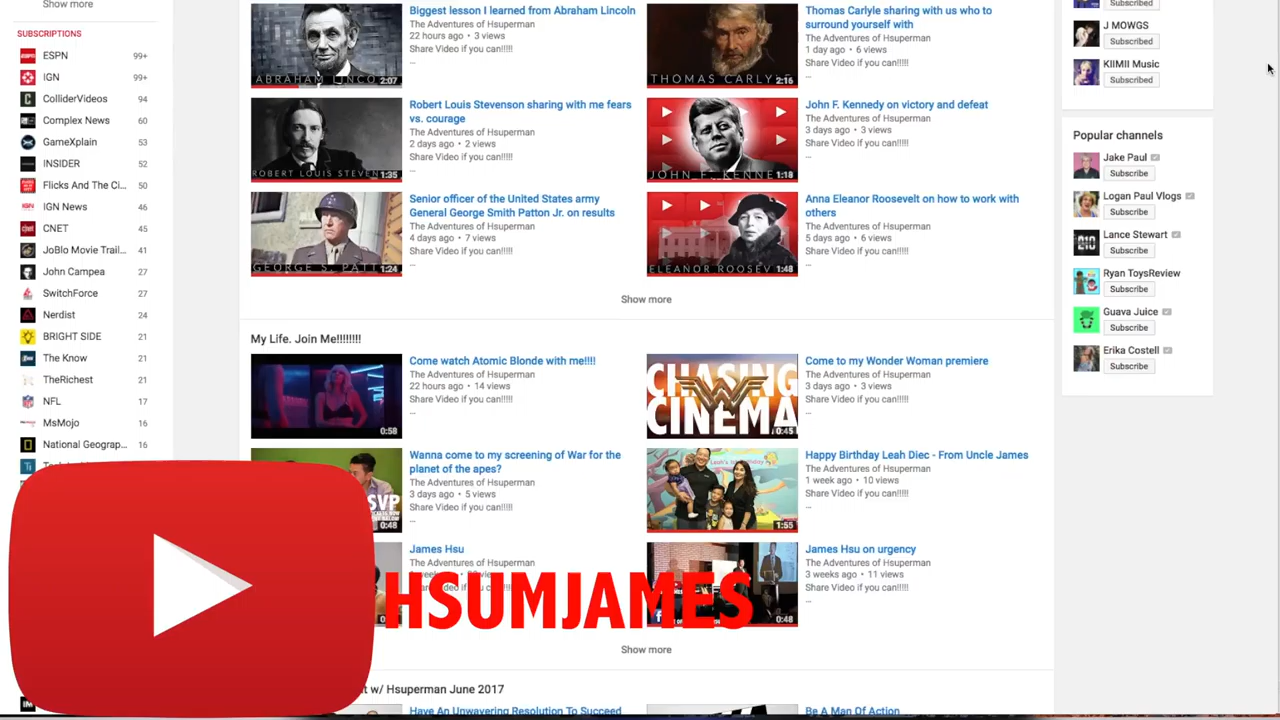 Show more
SUBSCRIPTIONS
ESPN 99+
IGN 99+
ColliderVideos 94
Complex News 60
GameXplain 53
INSIDER 52
Flicks And The Ci... 50
IGN News 46
CNET 45
JoBlo Movie Trail... 41
John Campea 27
SwitchForce 27
Nerdist 24
BRIGHT SIDE 21
The Know 21
TheRichest 21
NFL 17
MsMojo 16
National Geograp... 16
Biggest lesson I learned from Abraham Lincoln
The Adventures of Hsuperman
22 hours ago • 3 views
Share Video if you can!!!!!
...
ABRAHAM LINCO
2:07
Thomas Carlyle sharing with us who to
surround yourself with
The Adventures of Hsuperman
1 day ago • 6 views
Share Video if you can!!!!!
...
THOMAS CARLYLE
2:16
Robert Louis Stevenson sharing with me fears
vs. courage
The Adventures of Hsuperman
2 days ago • 2 views
Share Video if you can!!!!!
...
ROBERT LOUIS STEVEN
1:35
John F. Kennedy on victory and defeat
The Adventures of Hsuperman
3 days ago • 3 views
Share Video if you can!!!!!
...
JOHN F. KENNE
1:18
Senior officer of the United States army
General George Smith Patton Jr. on results
The Adventures of Hsuperman
4 days ago • 7 views
Share Video if you can!!!!!
...
GEORGE S. PATT
1:24
Anna Eleanor Roosevelt on how to work with
others
The Adventures of Hsuperman
5 days ago • 6 views
Share Video if you can!!!!!
...
ELEANOR ROOSEV
1:48
Show more
My Life. Join Me!!!!!!!!
Come watch Atomic Blonde with me!!!!
The Adventures of Hsuperman
22 hours ago • 14 views
Share Video if you can!!!!!
...
0:58
Come to my Wonder Woman premiere
The Adventures of Hsuperman
3 days ago • 3 views
Share Video if you can!!!!!
...
CHASING
CINEMA
0:45
Wanna come to my screening of War for the
planet of the apes?
The Adventures of Hsuperman
3 days ago • 5 views
Share Video if you can!!!!!
...
SVP
0:48
Happy Birthday Leah Diec - From Uncle James
The Adventures of Hsuperman
1 week ago • 10 views
Share Video if you can!!!!!
...
1:55
James Hsu
The Adventures of Hsuperman
James Hsu on urgency
The Adventures of Hsuperman
3 weeks ago • 11 views
Share Video if you can!!!!!
...
0:48
HSUMJAMES
Show more
w/ Hsuperman June 2017
Have An Unwavering Resolution To Succeed
Be A Man Of Action
Subscribed
J MOWGS
Subscribed
KIIMII Music
Subscribed
Popular channels
Jake Paul
Subscribe
Logan Paul Vlogs
Subscribe
Lance Stewart
Subscribe
Ryan ToysReview
Subscribe
Guava Juice
Subscribe
Erika Costell
Subscribe